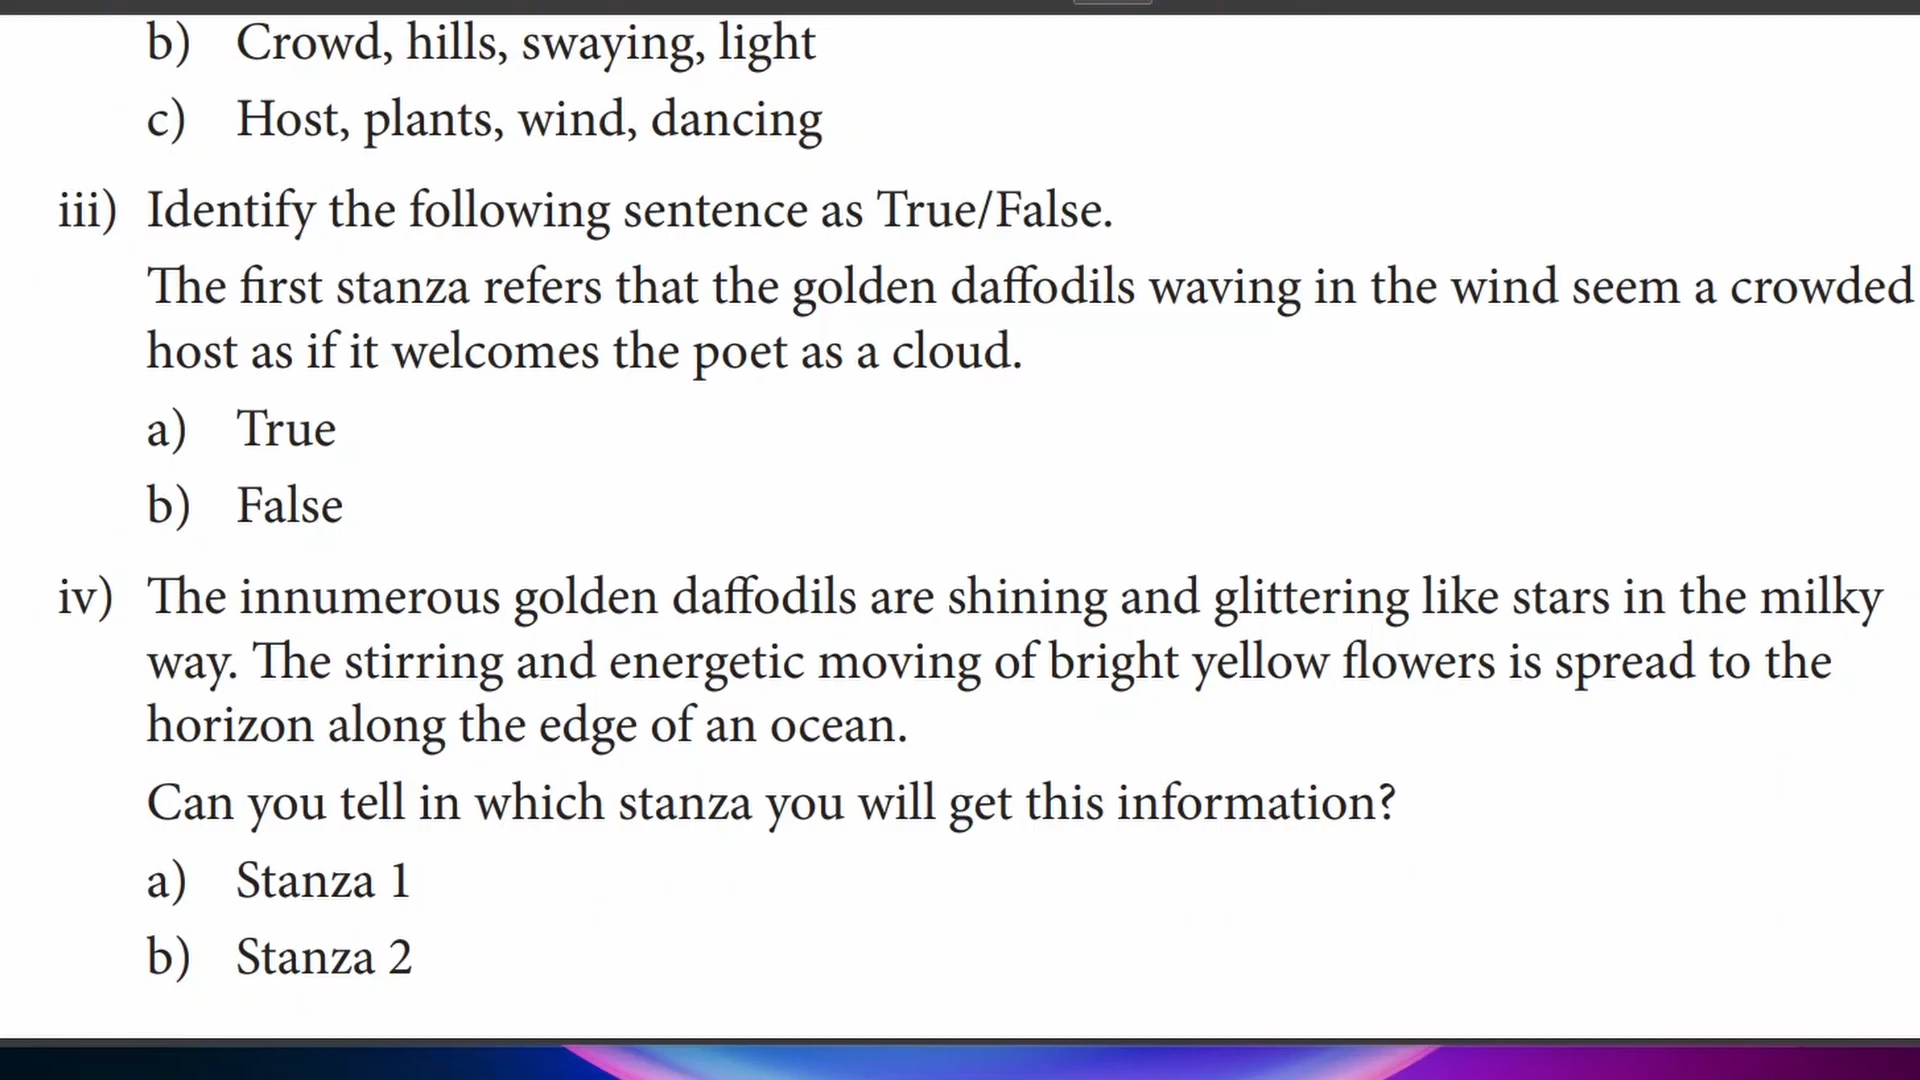 b) Crowd, hills, swaying, light
c) Host, plants, wind, dancing
iii) Identify the following sentence as True/False.
The first stanza refers that the golden daffodils waving in the wind seem a crowded
host as if it welcomes the poet as a cloud.
a) True
b) False
iv) The innumerous golden daffodils are shining and glittering like stars in the milky
way. The stirring and energetic moving of bright yellow flowers is spread to the
horizon along the edge of an ocean.
Can you tell in which stanza you will get this information?
a) Stanza 1
b) Stanza 2